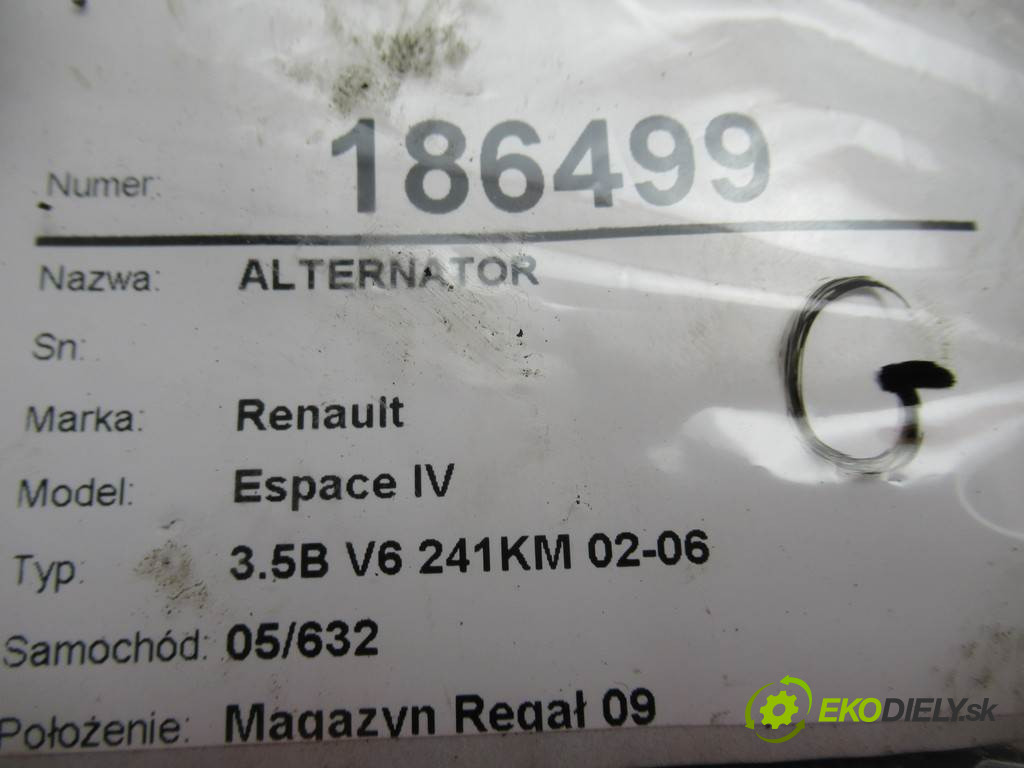 Numer: 186499
Nazwa: ALTERNATOR
Sn:
Marka: Renault
G
Model: Espace IV
Typ: 3.5B V6 241KM 02-06
Samochód: 05/632
Położenie: Magazyn Regał 09
EKODIELY.sk